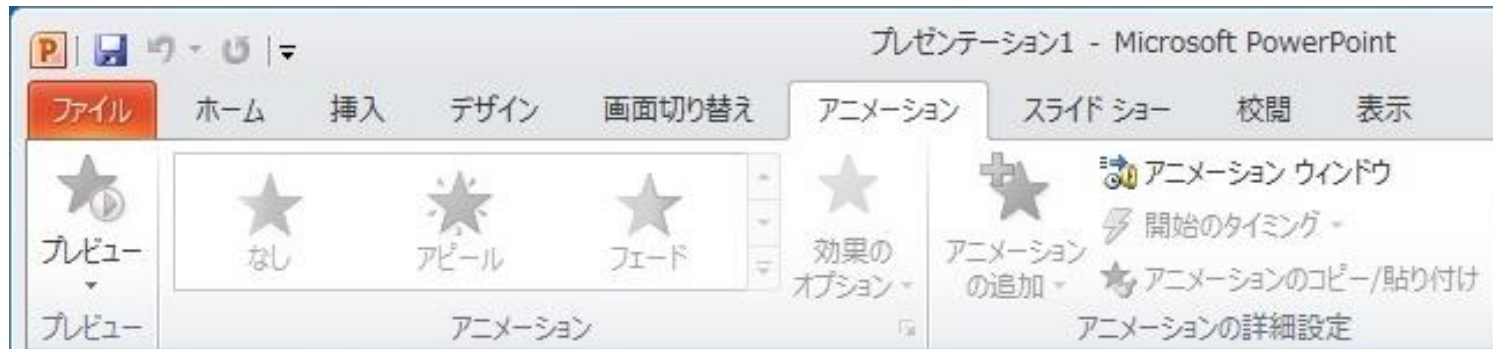 プレゼンテーション1 - Microsoft PowerPoint
ファイル ホーム 挿入 デザイン 画面切り替え アニメーション スライド ショー 校閲 表示
プレビュー
なし
アピール
フェード
効果の
オプション
アニメーション
の追加
アニメーション ウィンドウ
開始のタイミング
アニメーションのコピー/貼り付け
プレビュー
アニメーション
アニメーションの詳細設定